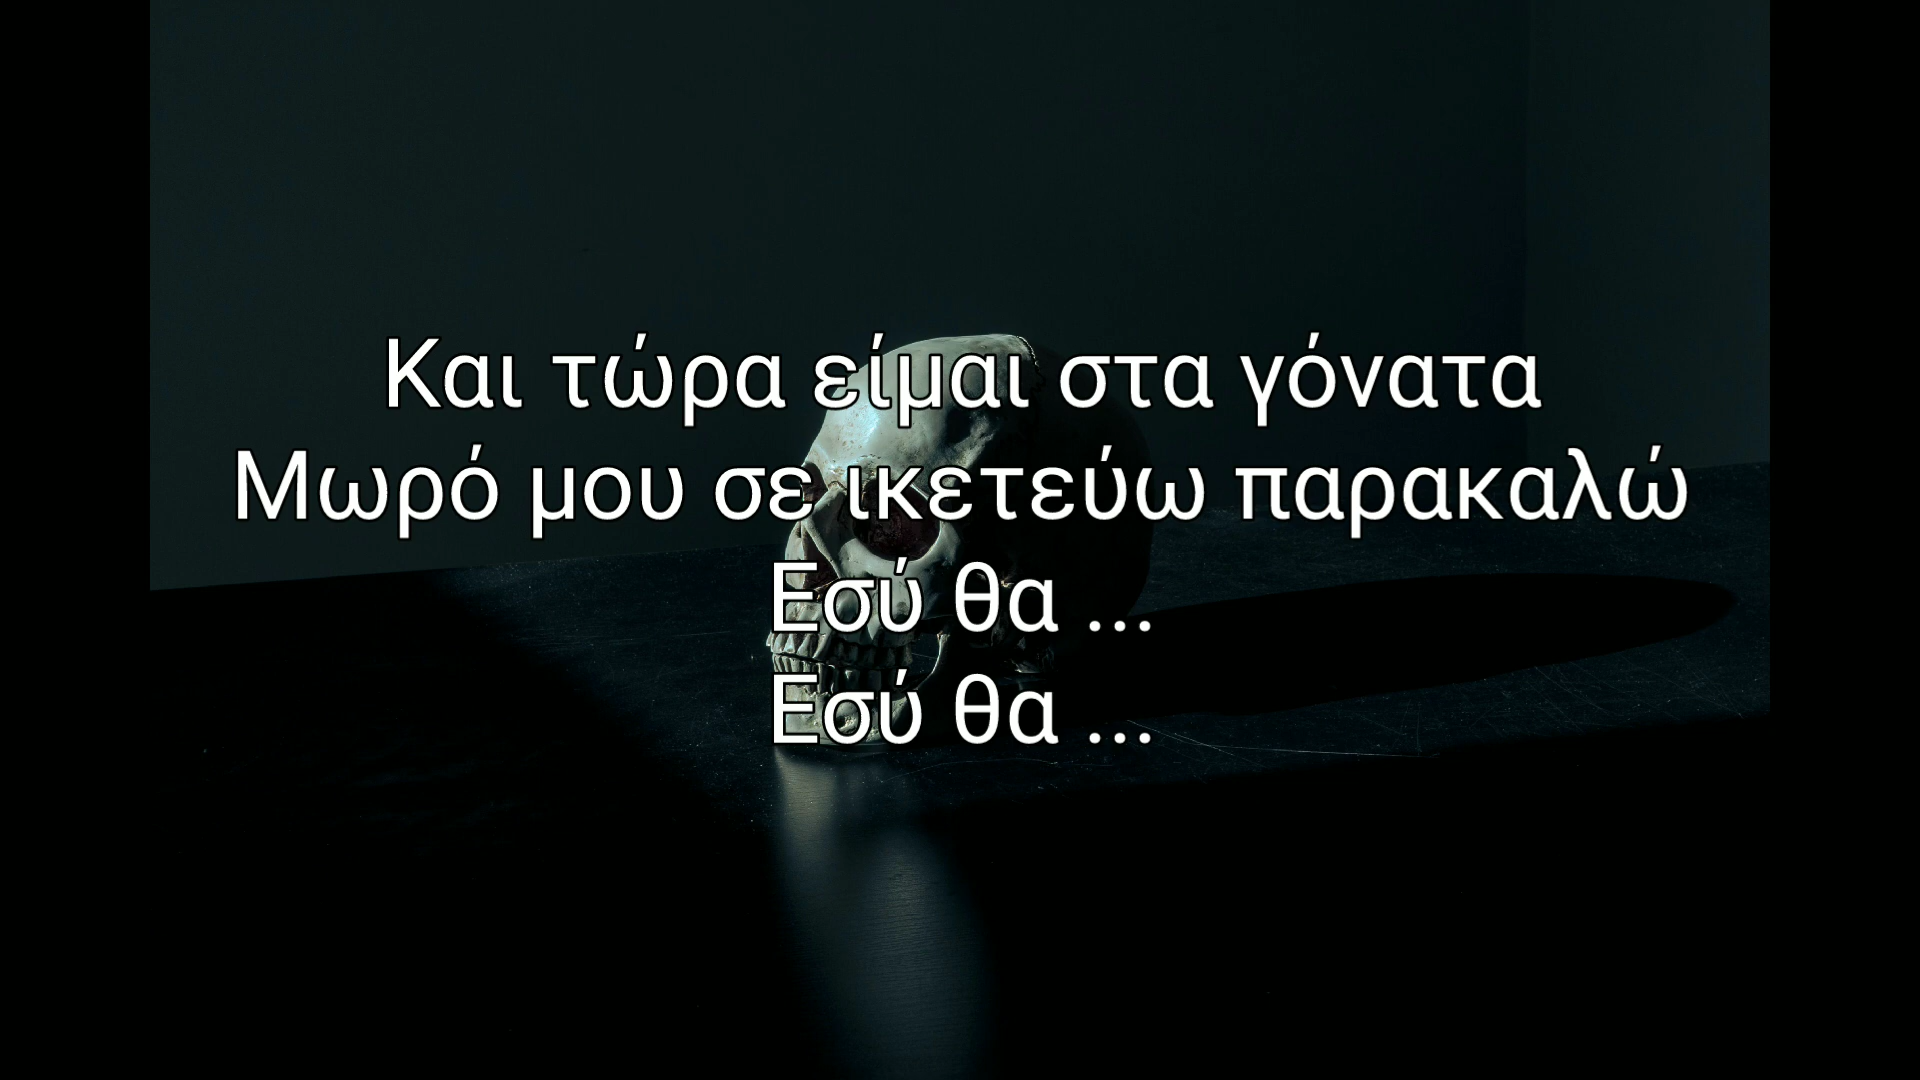 Και τώρα είμαι στα γόνατα
Μωρό μου σε ικετεύω παρακαλώ
Εσύ θα ...
Εσύ θα ...